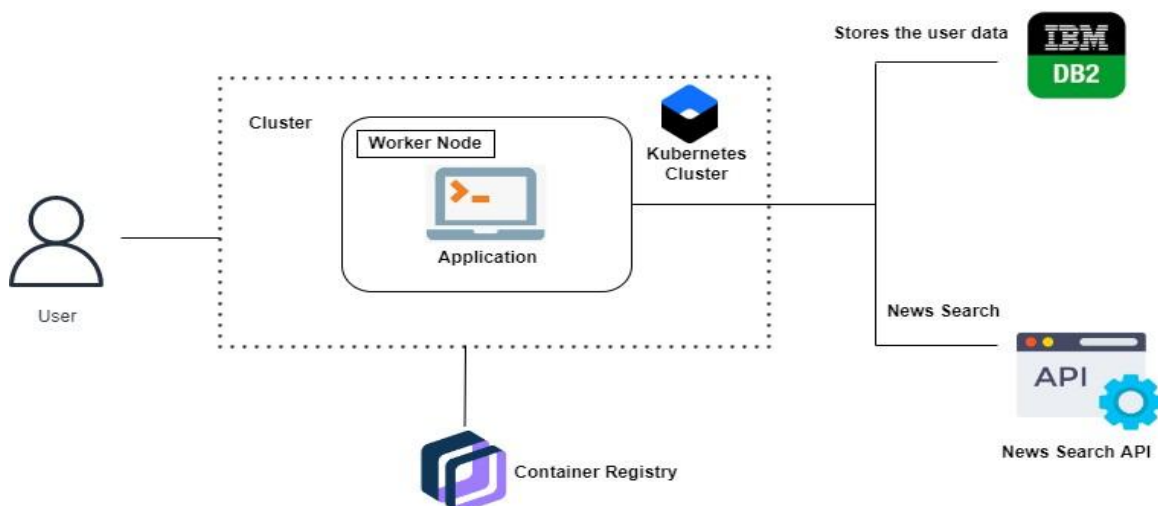 Stores the user data
IBM
DB2
Cluster
Worker Node
Kubernetes
Cluster
Application
User
News Search
API
News Search API
Container Registry